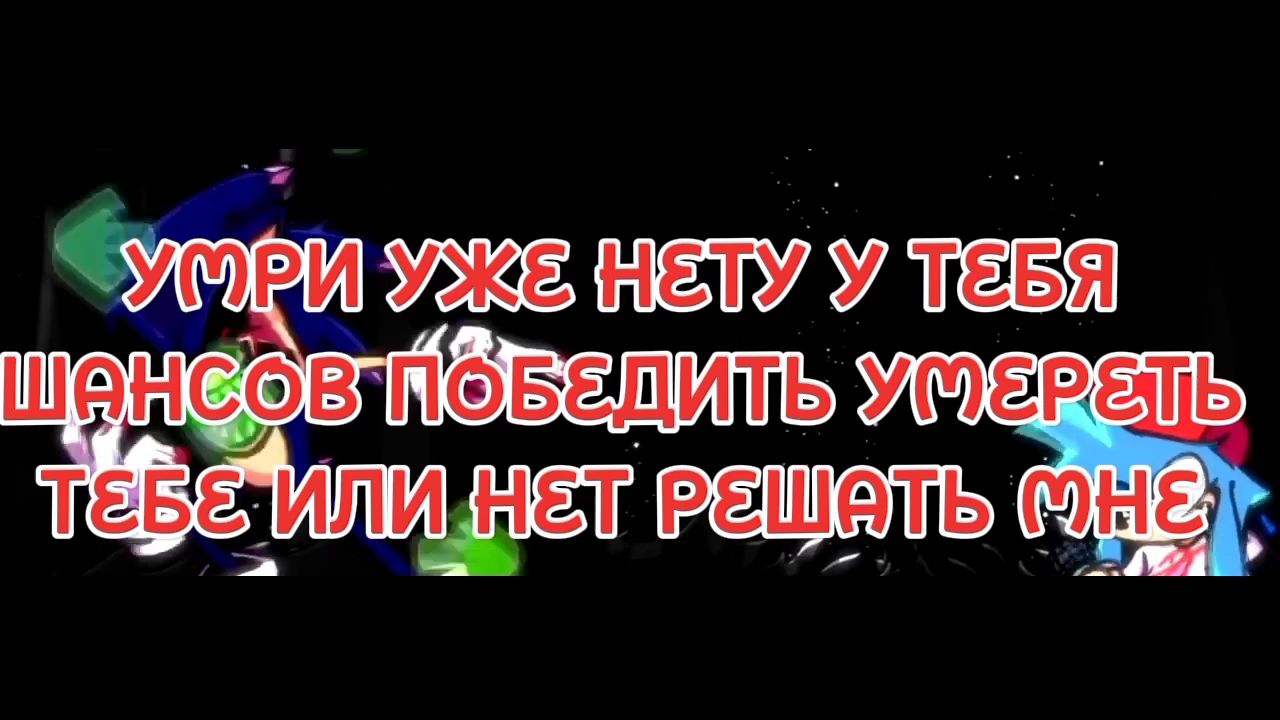 УМРИ УЖЕ НЕТУ У ТЕБЯ
ШАНСОВ ПОБЕДИТЬ УМЕРЕТЬ
ТЕБЕ ИЛИ НЕТ РЕШАТЬ МНЕ